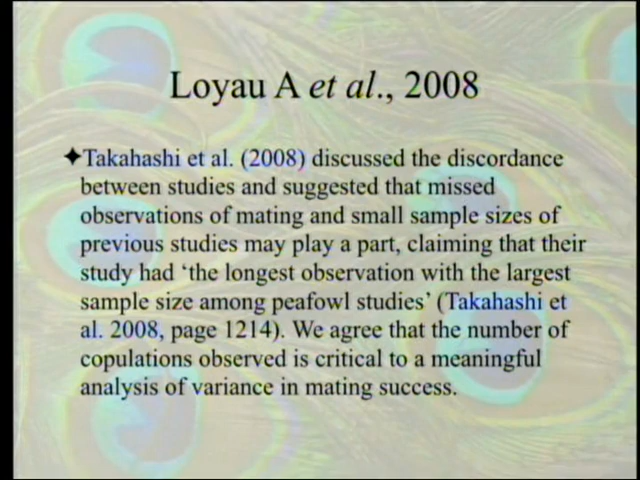 Loyau A et al., 2008
✦Takahashi et al. (2008) discussed the discordance
between studies and suggested that missed
observations of mating and small sample sizes of
previous studies may play a part, claiming that their
study had ‘the longest observation with the largest
sample size among peafowl studies’ (Takahashi et
al. 2008, page 1214). We agree that the number of
copulations observed is critical to a meaningful
analysis of variance in mating success.